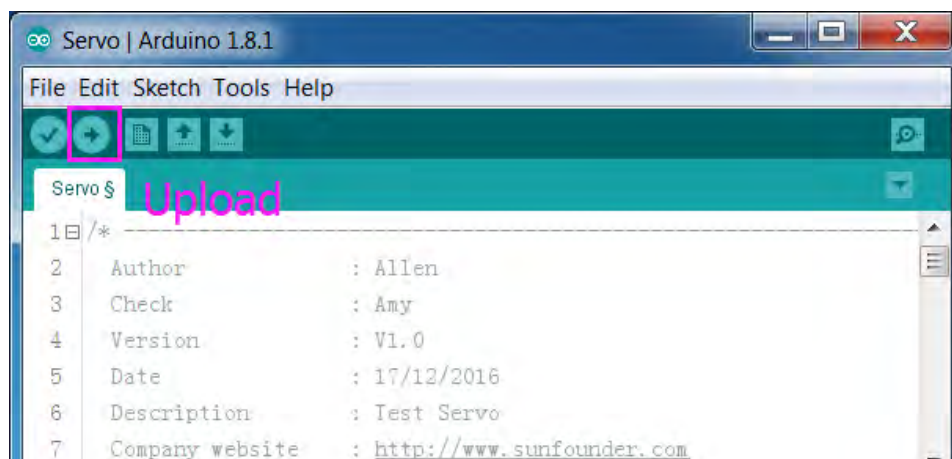 Servo | Arduino 1.8.1
File Edit Sketch Tools Help
Servo §
Upload
1 /* ----------------------------------------------------------------
2 Author : Allen
3 Check : Amy
4 Version : V1.0
5 Date : 17/12/2016
6 Description : Test Servo
7 Company website : http://www.sunfounder.com